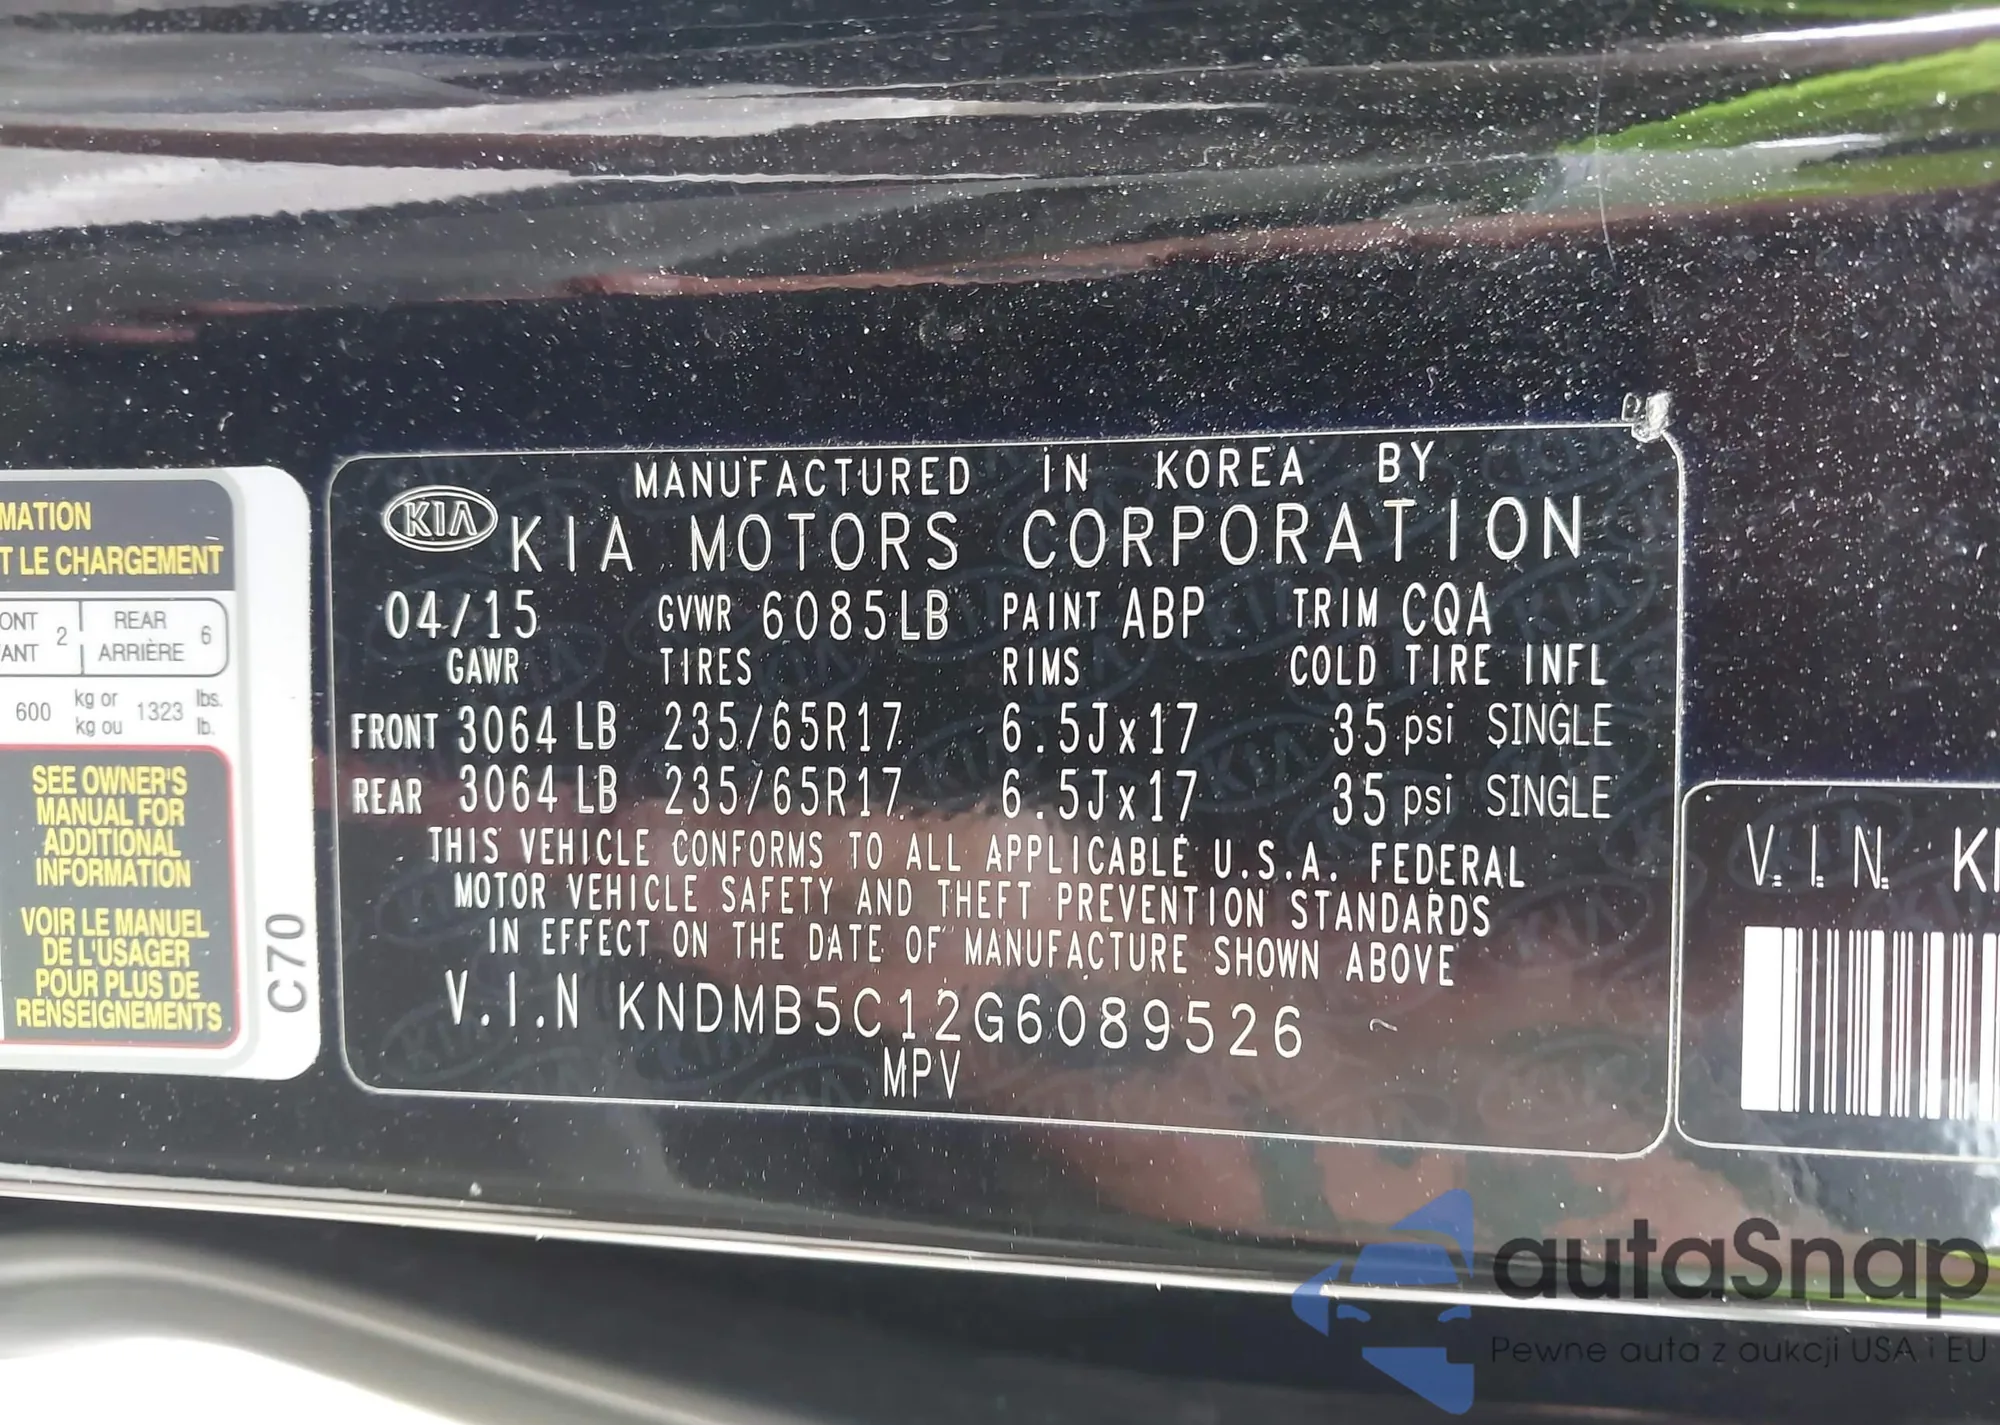 MATION
T LE CHARGEMENT
ONT
ANT 2
REAR
ARRIÈRE 6
600 kg or 1323 lbs.
kg ou lb.
SEE OWNER'S
MANUAL FOR
ADDITIONAL
INFORMATION
VOIR LE MANUEL
DE L'USAGER
POUR PLUS DE
RENSEIGNEMENTS
C70
MANUFACTURED IN KOREA BY
KIA KIA MOTORS CORPORATION
04/15 GVWR 6085LB PAINT ABP TRIM CQA
GAWR TIRES RIMS COLD TIRE INFL
FRONT 3064 LB 235/65R17 6.5Jx17 35 psi SINGLE
REAR 3064 LB 235/65R17 6.5Jx17 35 psi SINGLE
THIS VEHICLE CONFORMS TO ALL APPLICABLE U.S.A. FEDERAL
MOTOR VEHICLE SAFETY AND THEFT PREVENTION STANDARDS
IN EFFECT ON THE DATE OF MANUFACTURE SHOWN ABOVE
V.I.N KNDMB5C12G6089526
MPV
V.I.N. K
autaSnap
Pewne auta z aukcji USA i EU